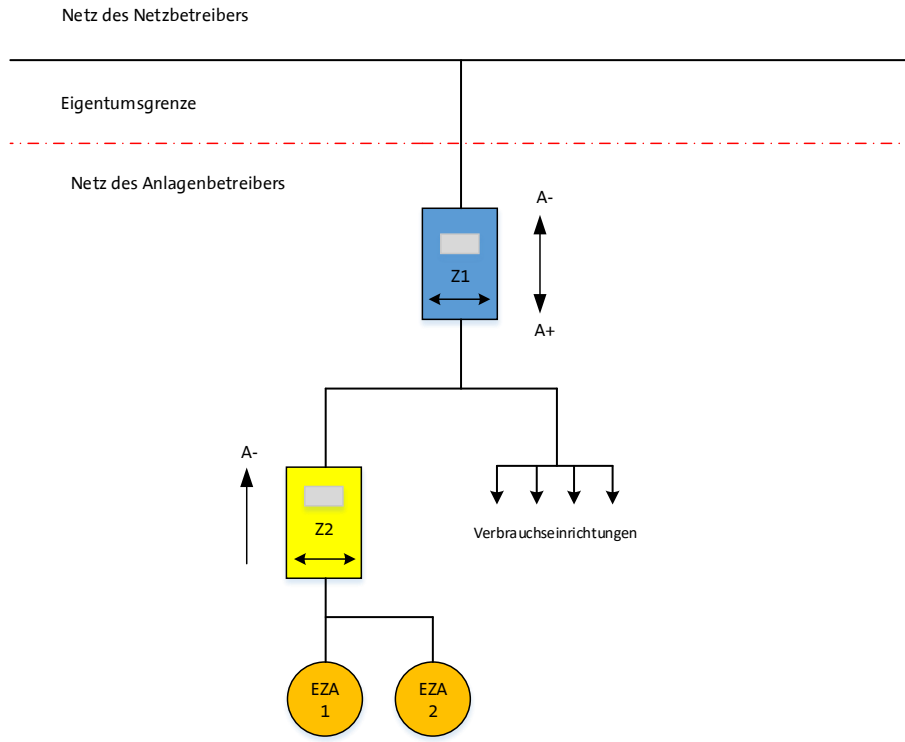 Netz des Netzbetreibers
Eigentumsgrenze
Netz des Anlagenbetreibers
A-
Z1
A+
A-
Z2
Verbrauchseinrichtungen
EZA
1
EZA
2